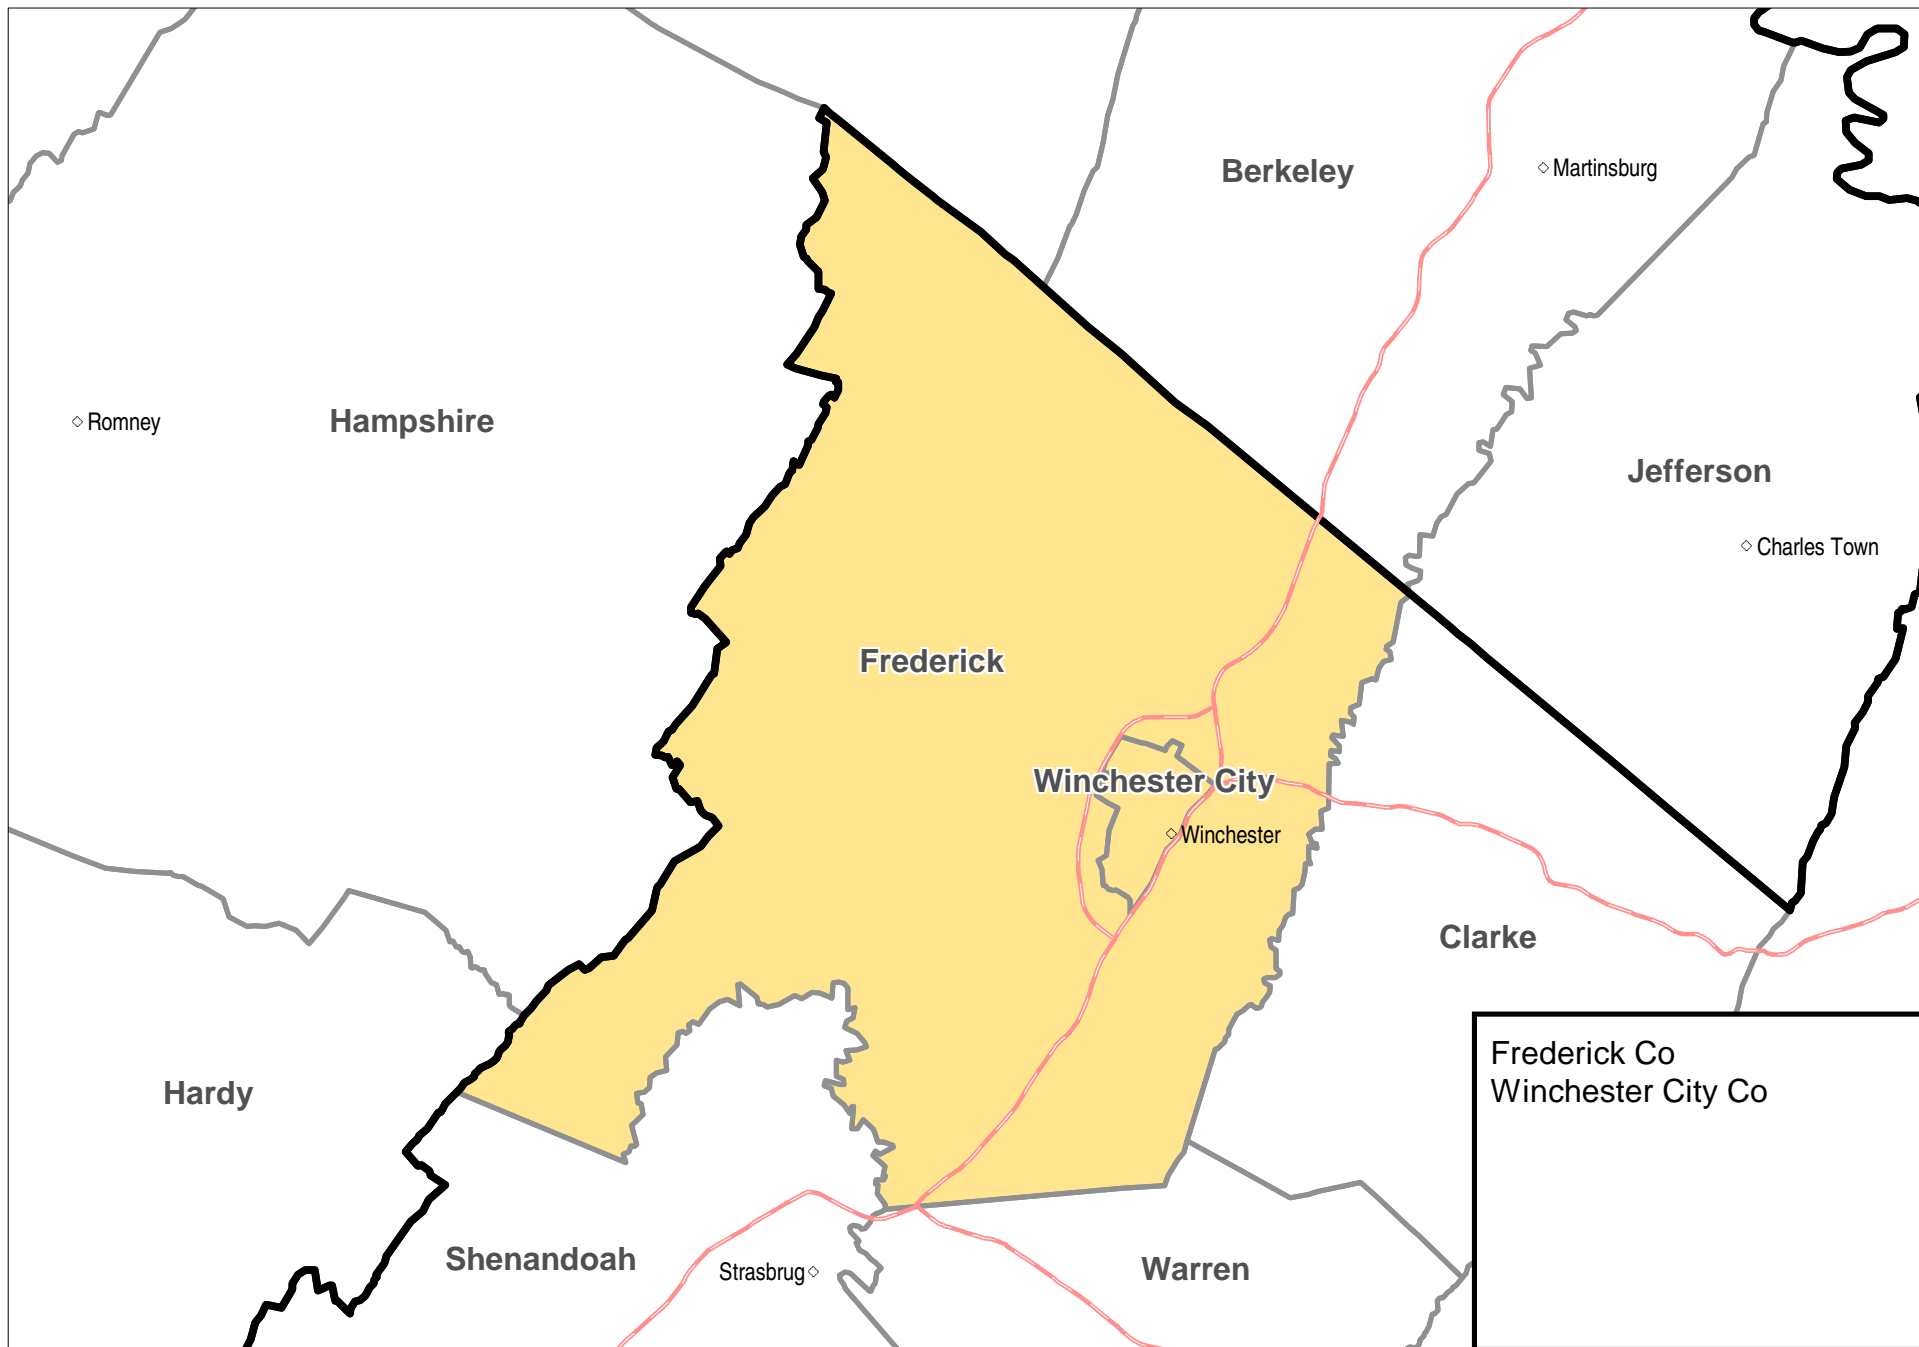 Berkeley
Martinsburg
Romney
Hampshire
Jefferson
Charles Town
Frederick
Winchester City
Winchester
Clarke
Frederick Co
Winchester City Co
Hardy
Shenandoah
Strasbrug
Warren